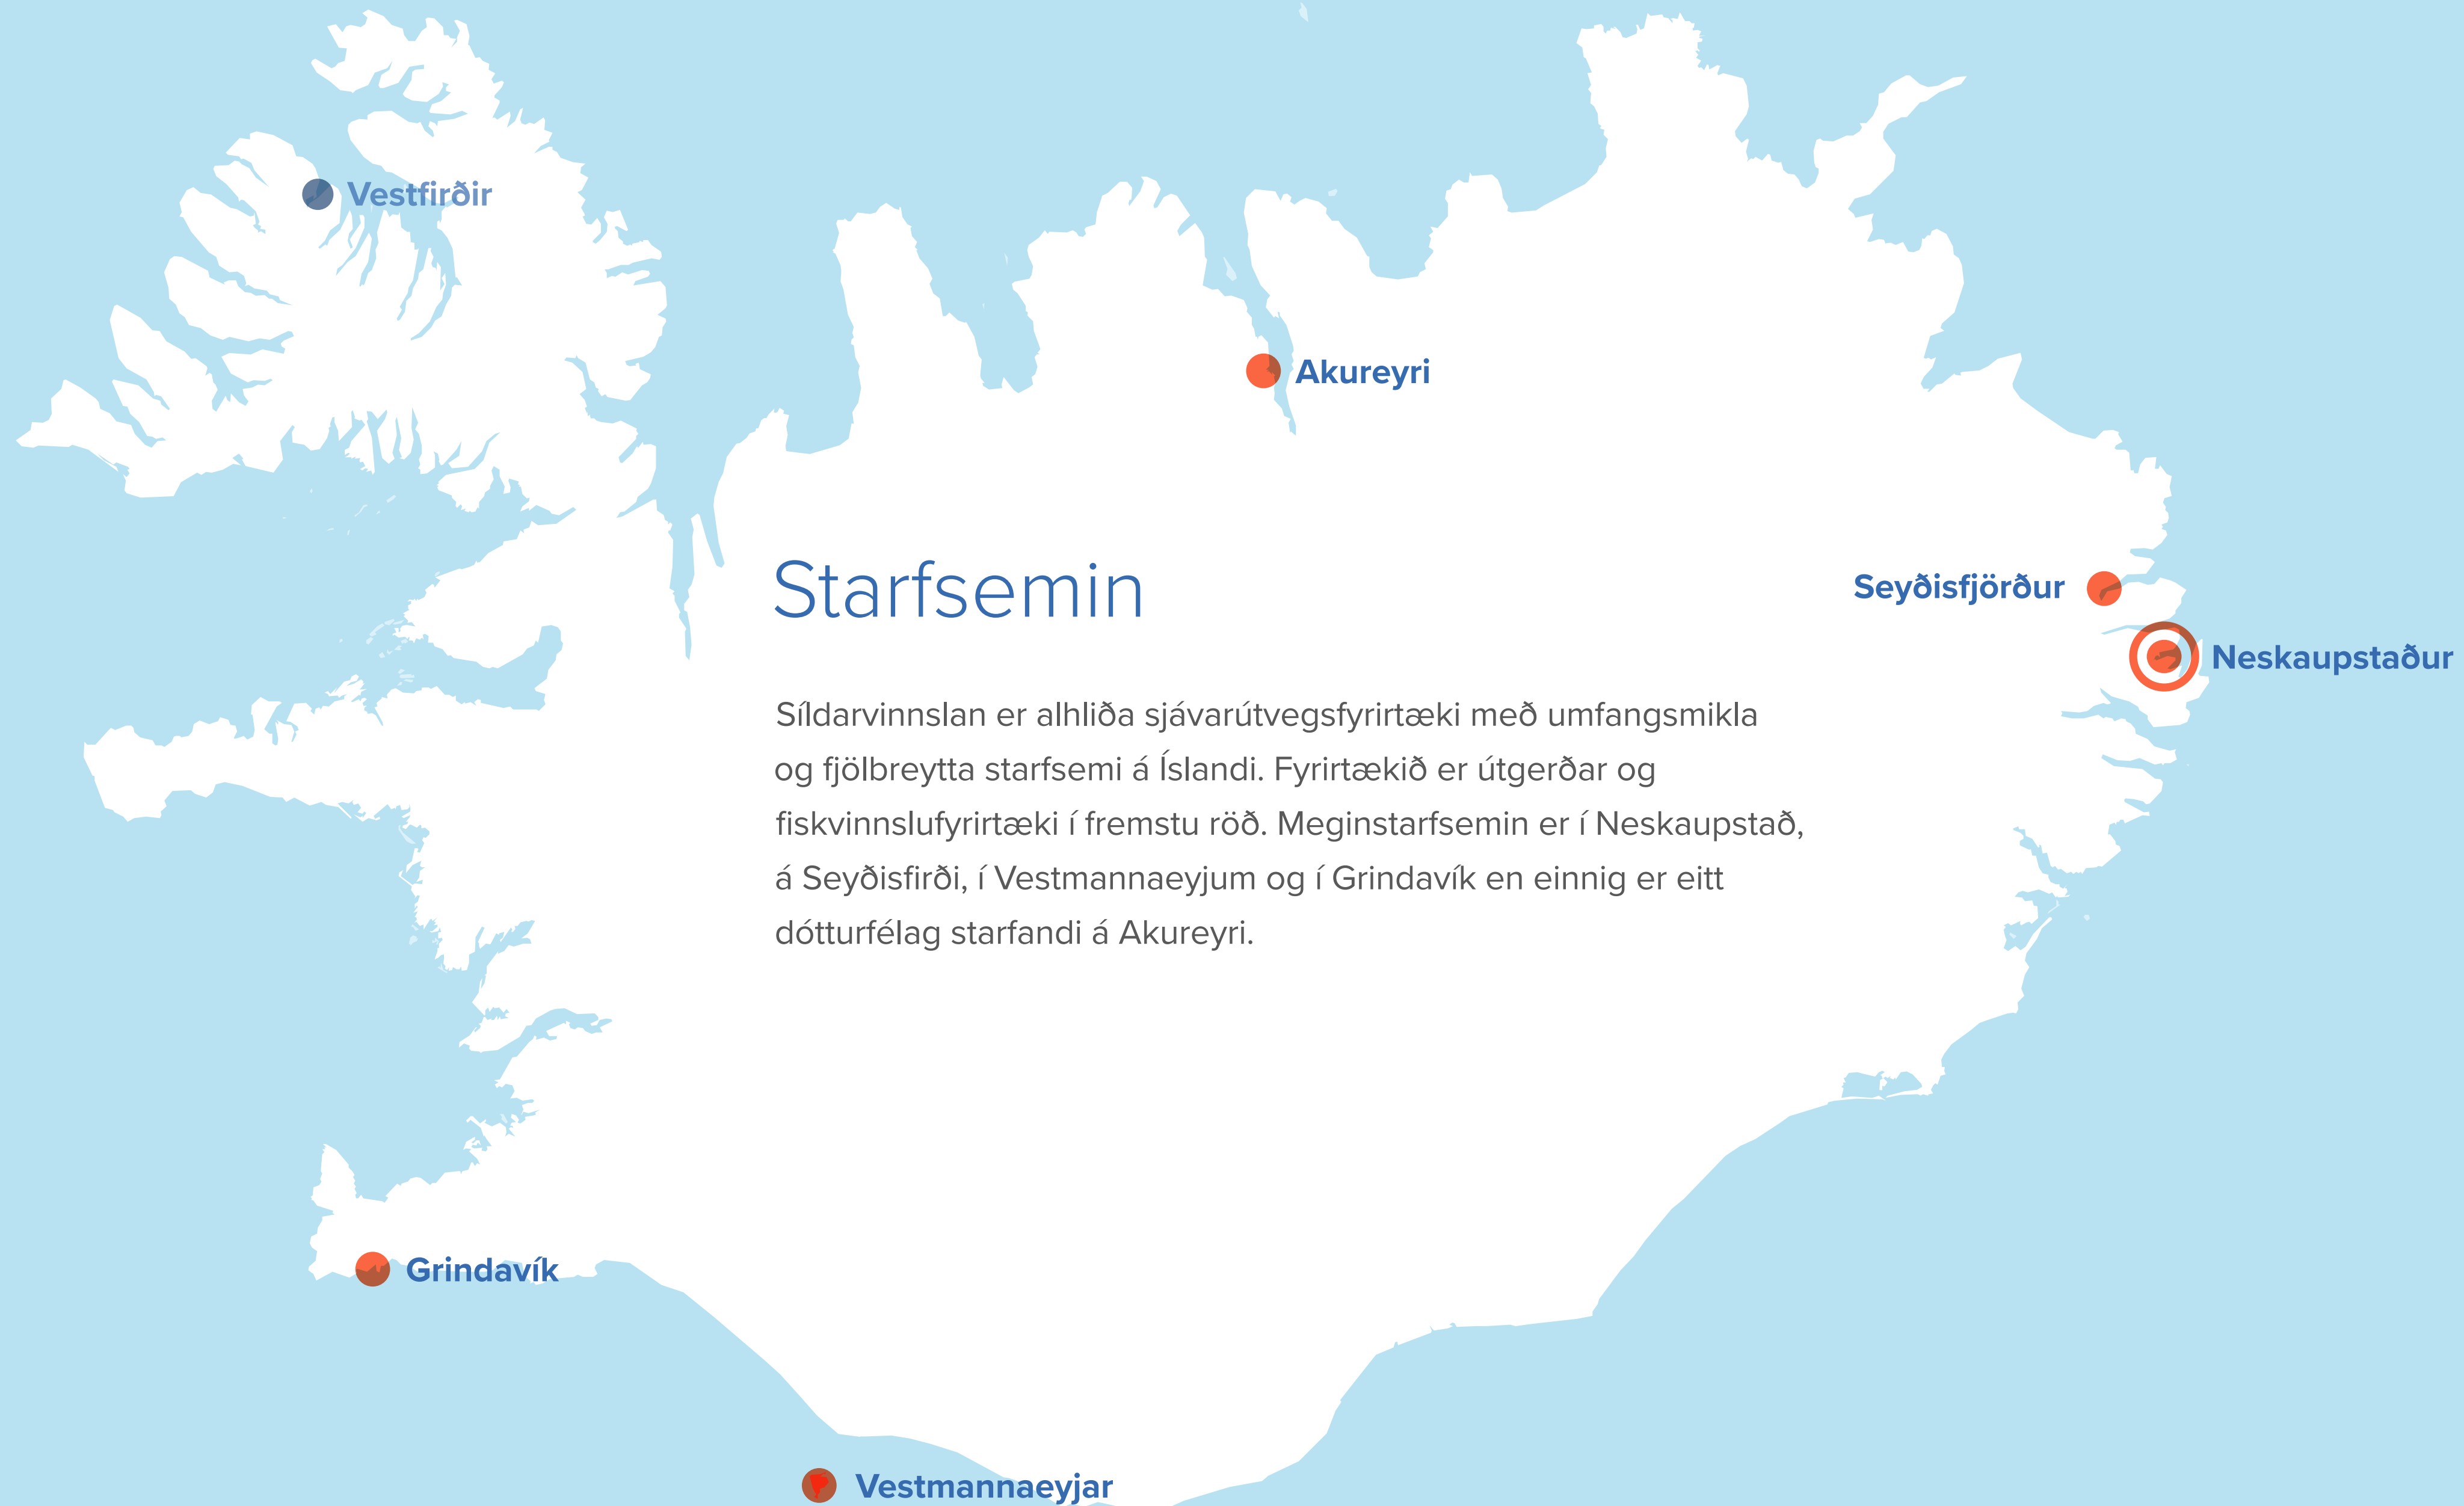 Vestfirðir
Akureyri
Starfsemin
Seyðisfjörður
Neskaupstaður
Síldarvinnslan er alhliða sjávarútvegsfyrirtæki með umfangsmikla
og fjölbreytta starfsemi á Íslandi. Fyrirtækið er útgerðar og
fiskvinnslufyrirtæki í fremstu röð. Meginstarfsemin er í Neskaupstað,
á Seyðisfirði, í Vestmannaeyjum og í Grindavík en einnig er eitt
dótturfélag starfandi á Akureyri.
Grindavík
Vestmannaeyjar